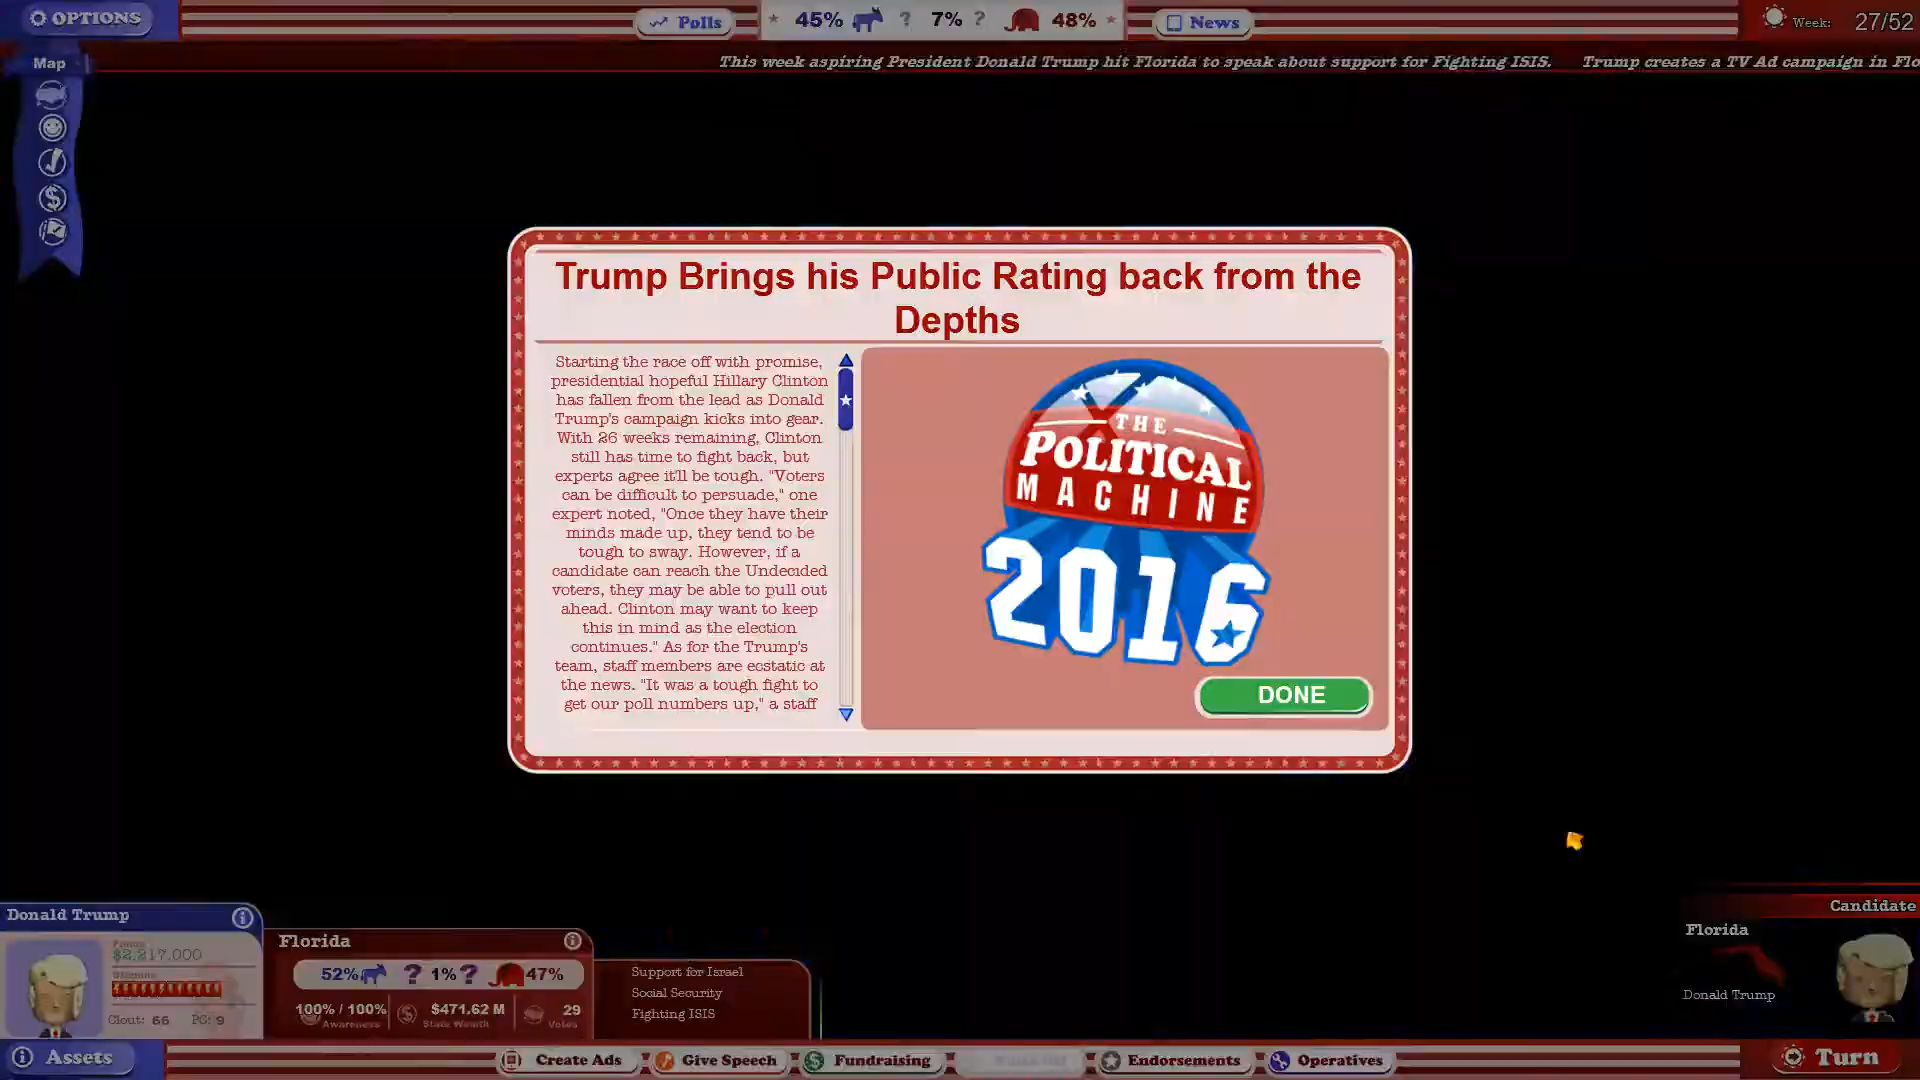 OPTIONS
Polls
45%
?
7%
?
48%
News
Week: 27/52
Map
This week aspiring President Donald Trump hit Florida to speak about support for Fighting ISIS. Trump creates a TV Ad campaign in Flo
Trump Brings his Public Rating back from the
Depths
Starting the race off with promise,
presidential hopeful Hillary Clinton
has fallen from the lead as Donald
Trump's campaign kicks into gear.
With 26 weeks remaining, Clinton
still has time to fight back, but
experts agree it'll be tough. "Voters
can be difficult to persuade," one
expert noted, "Once they have their
minds made up, they tend to be
tough to sway. However, if a
candidate can reach the Undecided
voters, they may be able to pull out
ahead. Clinton may want to keep
this in mind as the election
continues." As for the Trump's
team, staff members are ecstatic at
the news. "It was a tough fight to
get our poll numbers up," a staff
THE
POLITICAL
MACHINE
2016
DONE
Donald Trump
$2,217,000
Stamina
Clout: 66 PC: 9
Florida
52% ? 1% ? 47%
100% / 100% $471.62 M 29
Awareness State Wealth Votes
Support for Israel
Social Security
Fighting ISIS
Candidate
Florida
Donald Trump
Assets
Create Ads
Give Speech
Fundraising
Endorsements
Operatives
Turn